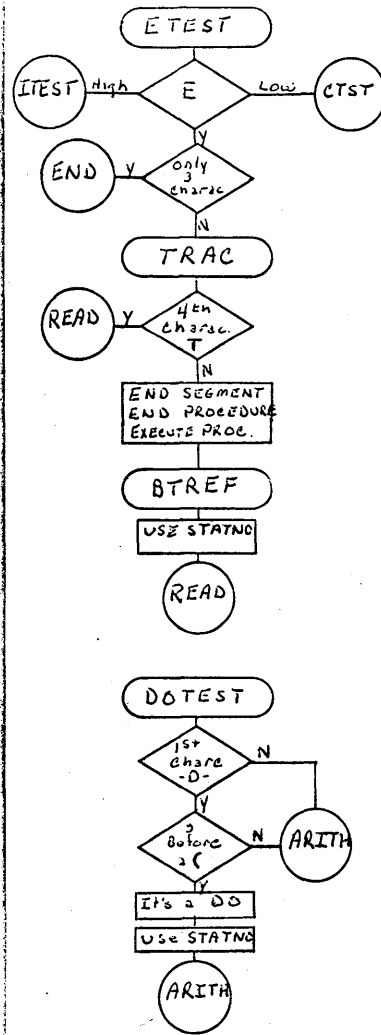 ETEST
ITEST
High
E
Low
CTST
Y
END
Y
Only
3
charac
N
TRAC
READ
Y
4th
charac.
T
N
END SEGMENT
END PROCEDURE
EXECUTE PROC.
BTREF
USE STATNO
READ
DOTEST
1st
charc
-D-
N
Y
,
Before
a (
N
ARITH
Y
It's a DO
USE STATNO
ARITH